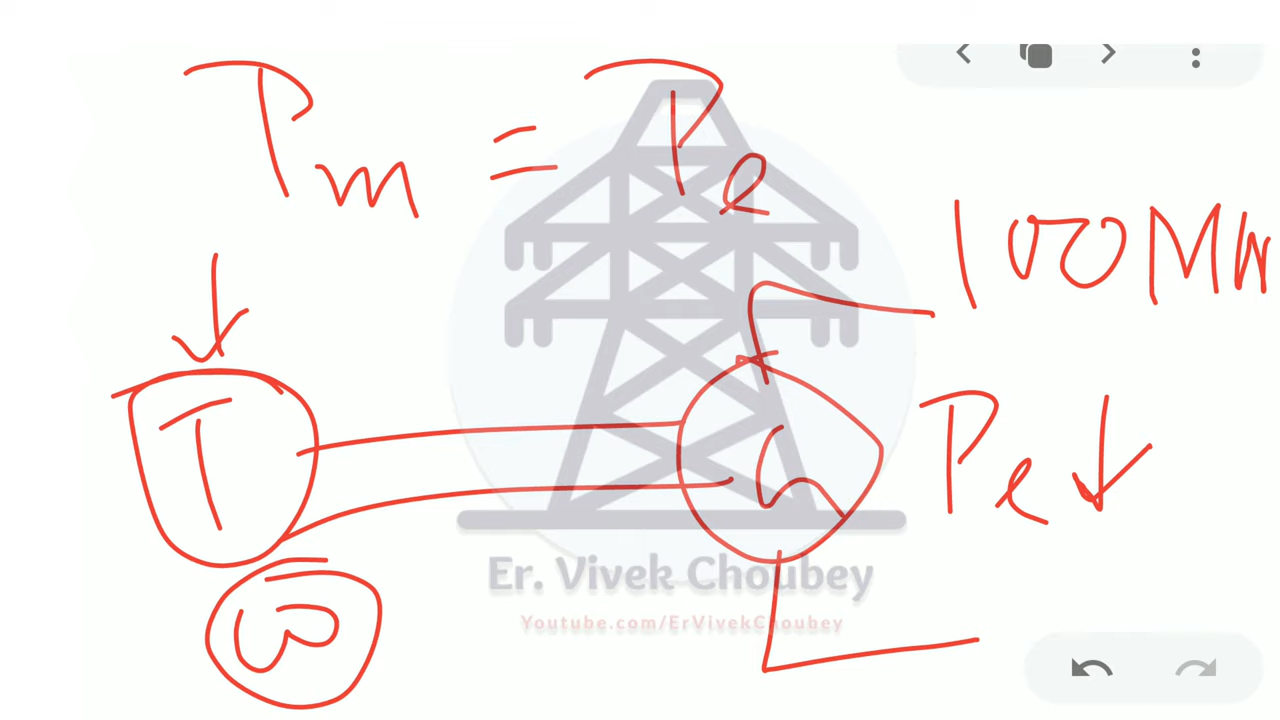 Pm = Pe
100MW
T
G
Pe↓
ω
Er. Vivek Choubey
Youtube.com/ErVivekChoubey